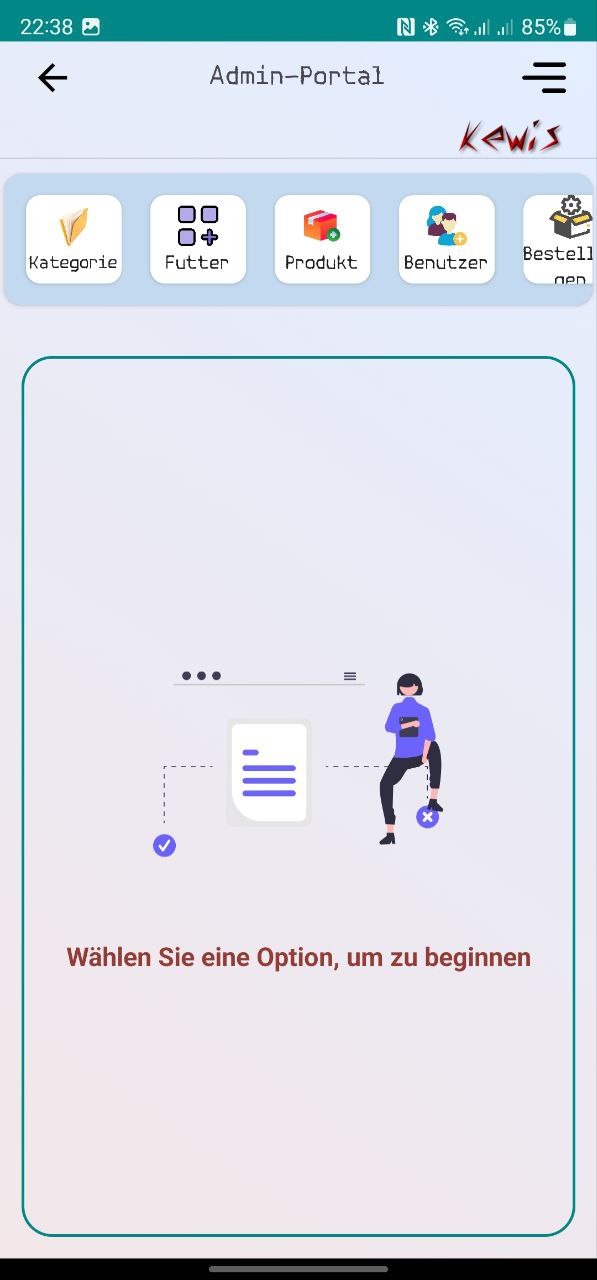 22:38 85%
Admin-Portal
Kewis
Kategorie
Futter
Produkt
Benutzer
Bestell
gen
Wählen Sie eine Option, um zu beginnen